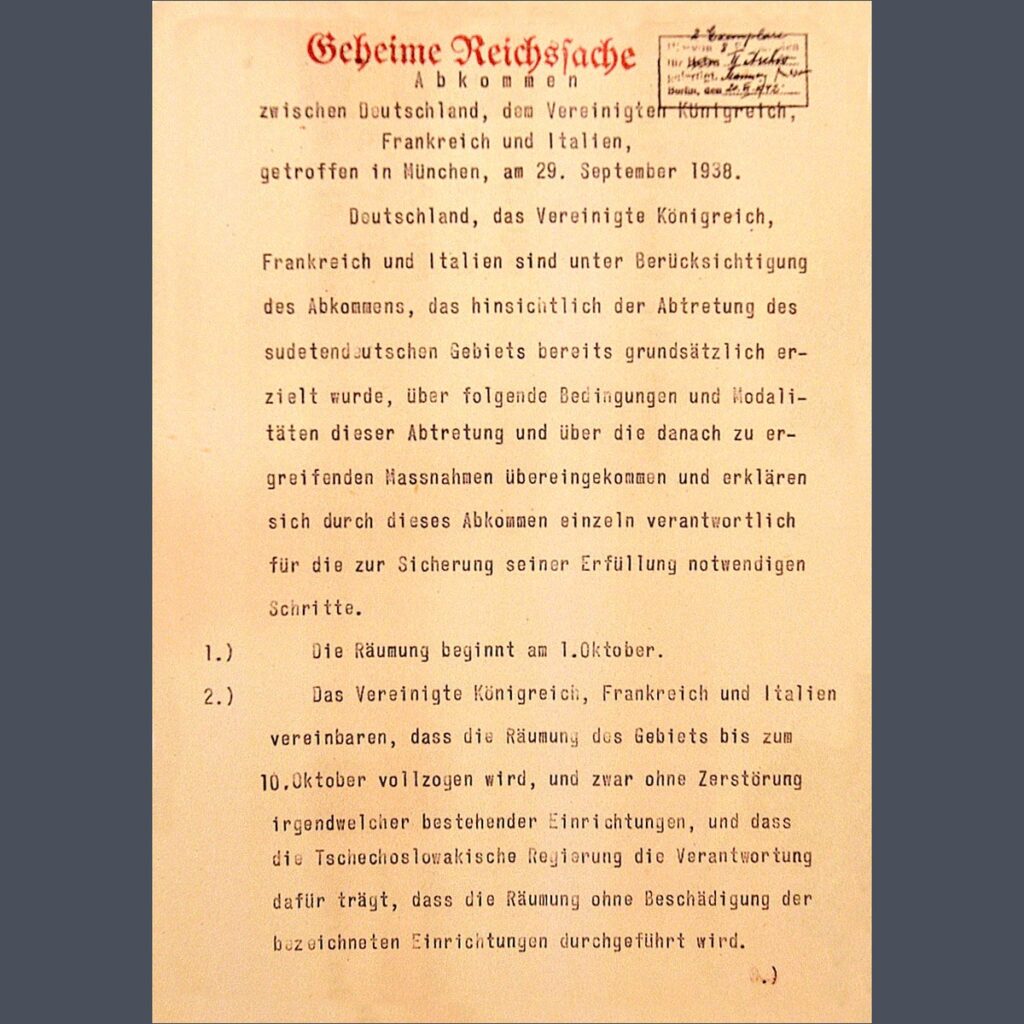 Geheime Reichssache
2 Exemplare
Berlin, den
Abkommen
zwischen Deutschland, dem Vereinigten Königreich,
Frankreich und Italien,
getroffen in München, am 29. September 1938.
Deutschland, das Vereinigte Königreich,
Frankreich und Italien sind unter Berücksichtigung
des Abkommens, das hinsichtlich der Abtretung des
sudetendeutschen Gebiets bereits grundsätzlich er-
zielt wurde, über folgende Bedingungen und Modali-
täten dieser Abtretung und über die danach zu er-
greifenden Massnahmen übereingekommen und erklären
sich durch dieses Abkommen einzeln verantwortlich
für die zur Sicherung seiner Erfüllung notwendigen
Schritte.
1.) Die Räumung beginnt am 1.Oktober.
2.) Das Vereinigte Königreich, Frankreich und Italien
vereinbaren, dass die Räumung des Gebiets bis zum
10.Oktober vollzogen wird, und zwar ohne Zerstörung
irgendwelcher bestehender Einrichtungen, und dass
die Tschechoslowakische Regierung die Verantwortung
dafür trägt, dass die Räumung ohne Beschädigung der
bezeichneten Einrichtungen durchgeführt wird.